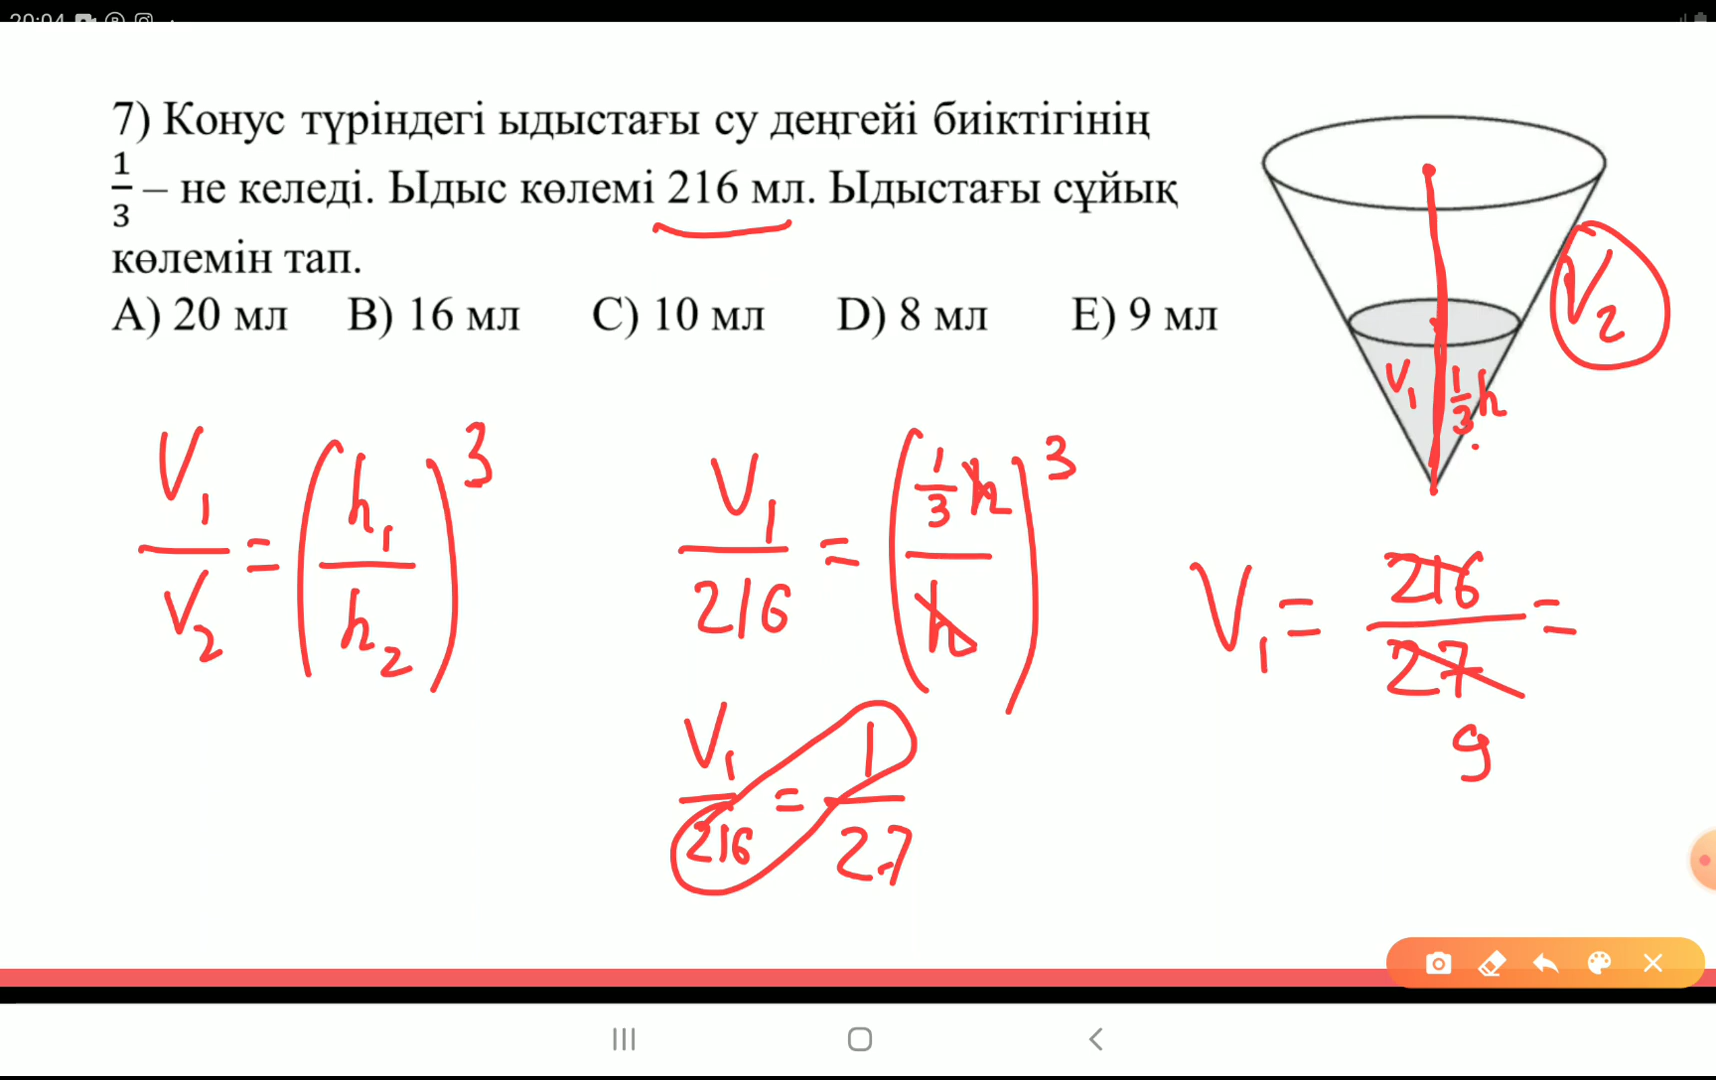 20:04
7) Конус түріндегі ыдыстағы су деңгейі биіктігінің
1/3 – не келеді. Ыдыс көлемі 216 мл. Ыдыстағы сұйық
көлемін тап.
A) 20 мл B) 16 мл C) 10 мл D) 8 мл E) 9 мл
V₂
V₁ 1/3 h
V₁/V₂ = (h₁/h₂)³
V₁/216 = (1/3 h/h)³
V₁ = 216/27 =
9
V₁/216 = 1/27